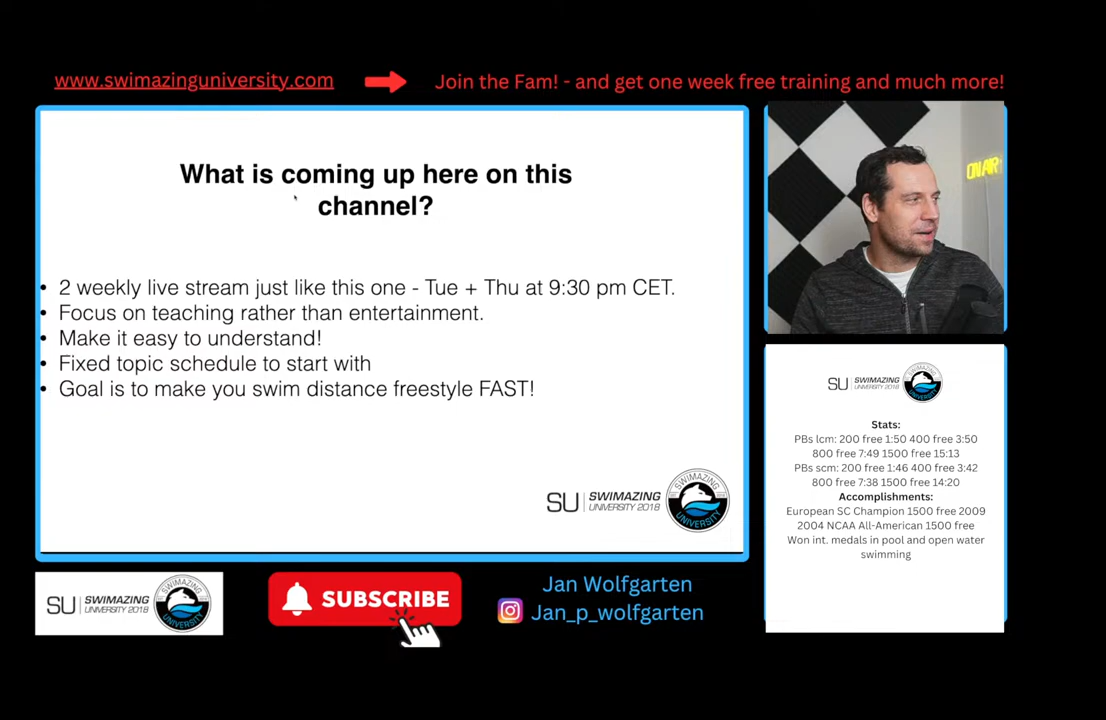 www.swimazinguniversity.com
Join the Fam! - and get one week free training and much more!
What is coming up here on this
channel?
• 2 weekly live stream just like this one - Tue + Thu at 9:30 pm CET.
• Focus on teaching rather than entertainment.
• Make it easy to understand!
• Fixed topic schedule to start with
• Goal is to make you swim distance freestyle FAST!
SU SWIMAZING
UNIVERSITY 2018
SWIMAZING
UNIVERSITY
ON AIR
SU SWIMAZING
UNIVERSITY 2018
Stats:
PBs lcm: 200 free 1:50 400 free 3:50
800 free 7:49 1500 free 15:13
PBs scm: 200 free 1:46 400 free 3:42
800 free 7:38 1500 free 14:20
Accomplishments:
European SC Champion 1500 free 2009
2004 NCAA All-American 1500 free
Won int. medals in pool and open water
swimming
SU SWIMAZING
UNIVERSITY 2018
SWIMAZING
UNIVERSITY
SUBSCRIBE
Jan Wolfgarten
Jan_p_wolfgarten